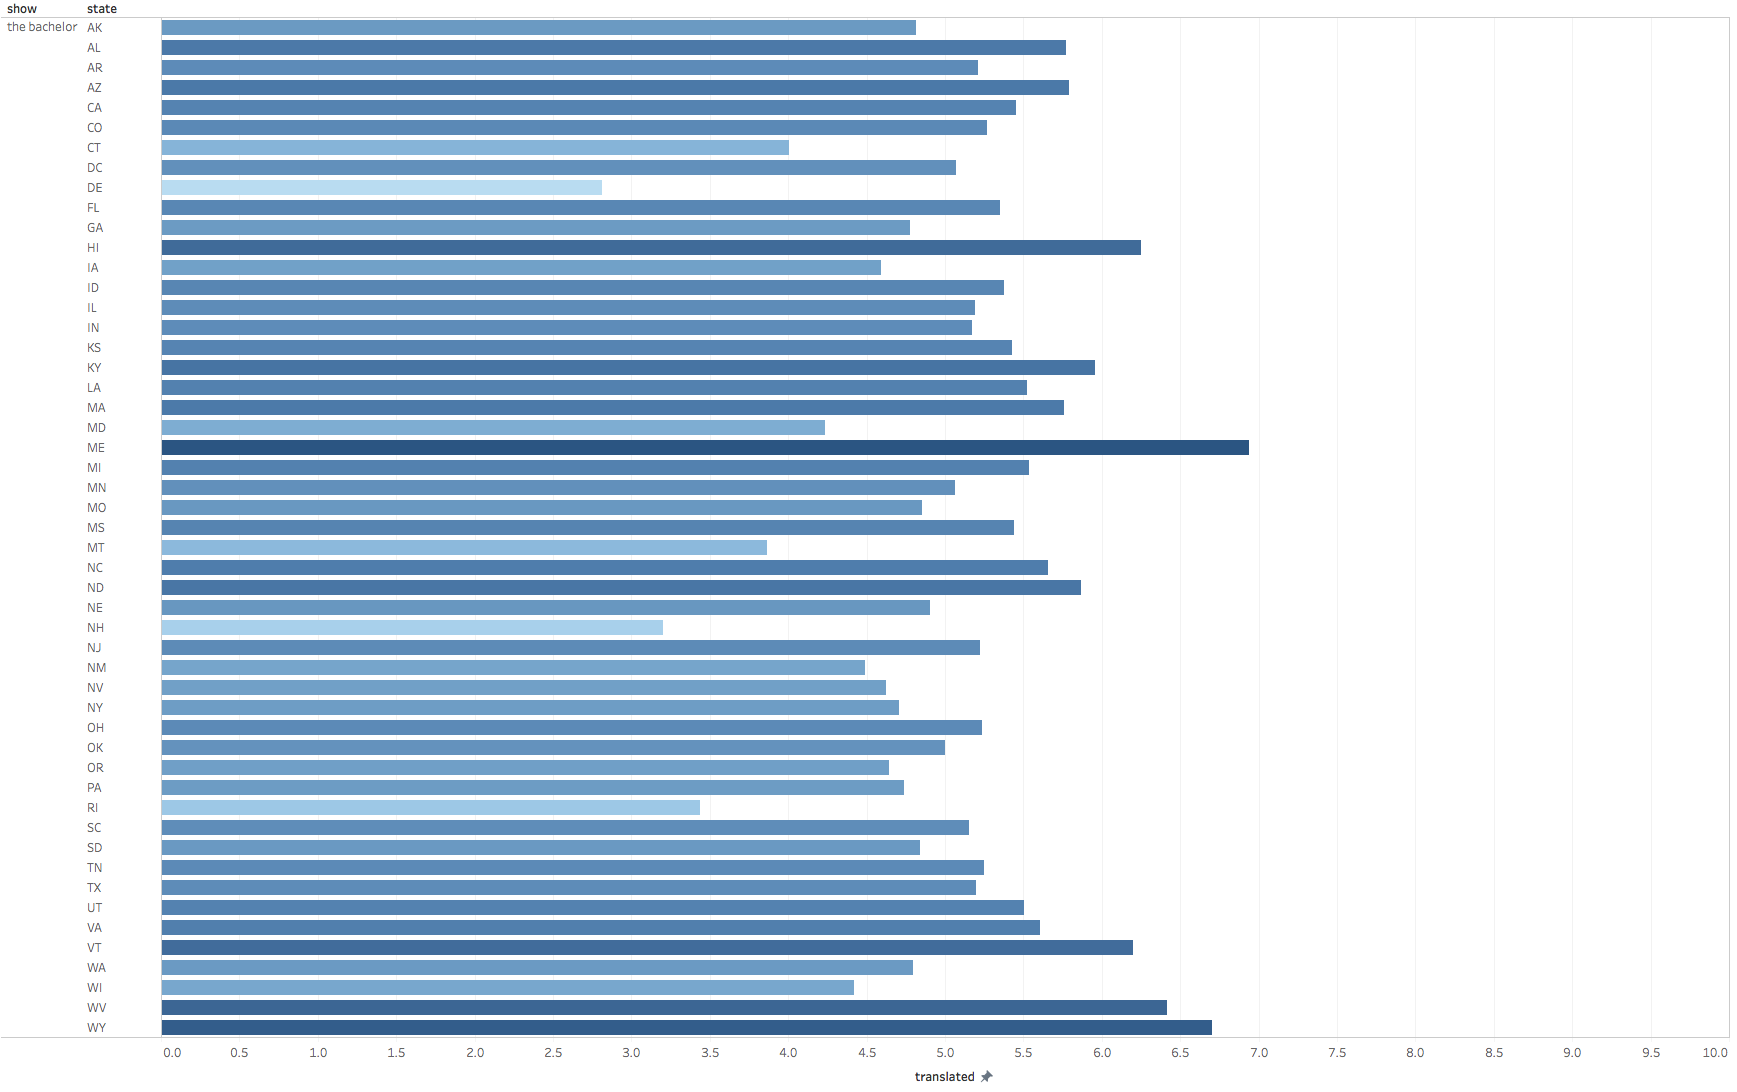 show state
the bachelor AK
AL
AR
AZ
CA
CO
CT
DC
DE
FL
GA
HI
IA
ID
IL
IN
KS
KY
LA
MA
MD
ME
MI
MN
MO
MS
MT
NC
ND
NE
NH
NJ
NM
NV
NY
OH
OK
OR
PA
RI
SC
SD
TN
TX
UT
VA
VT
WA
WI
WV
WY
0.0 0.5 1.0 1.5 2.0 2.5 3.0 3.5 4.0 4.5 5.0 5.5 6.0 6.5 7.0 7.5 8.0 8.5 9.0 9.5 10.0
translated